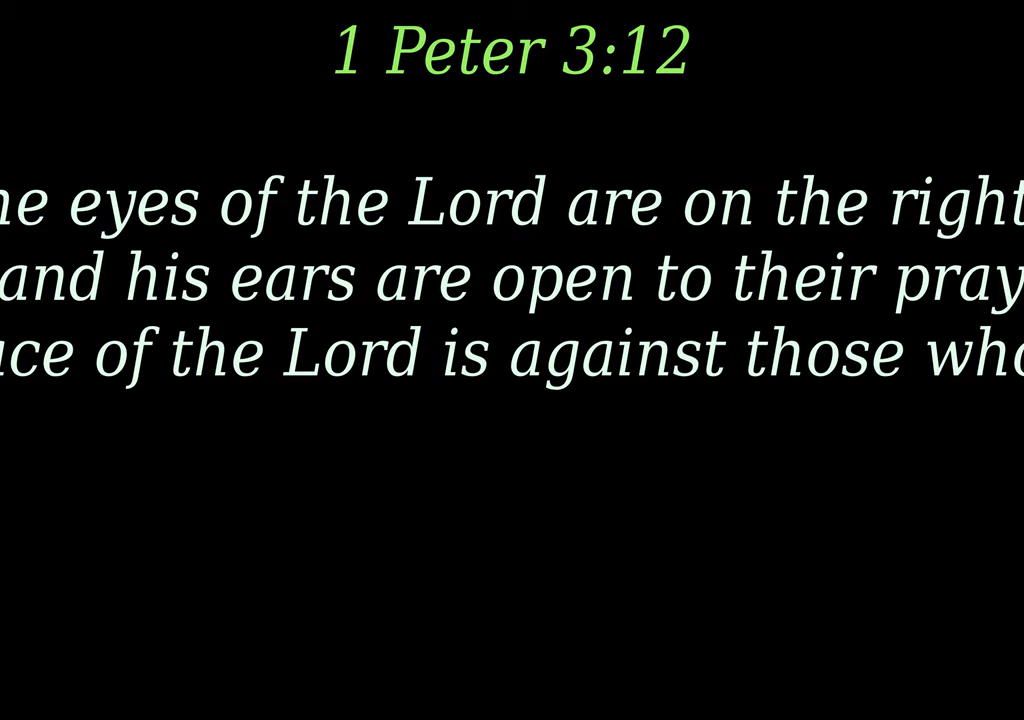 1 Peter 3:12
he eyes of the Lord are on the right
and his ears are open to their pray
ace of the Lord is against those who